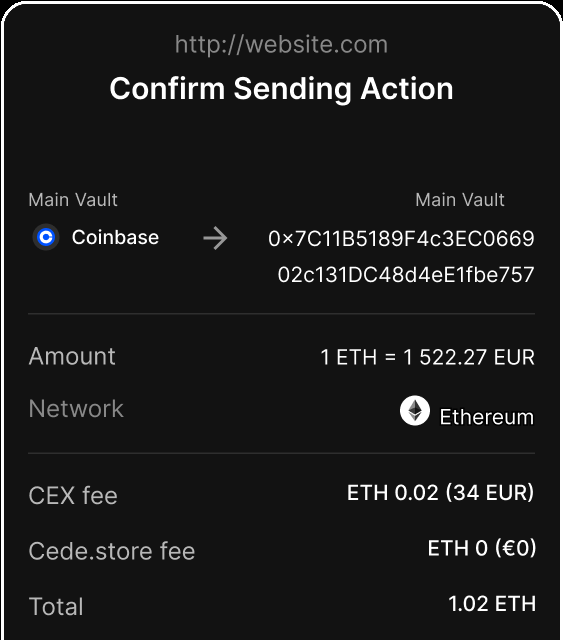 http://website.com
Confirm Sending Action
Main Vault Main Vault
Coinbase 0×7C11B5189F4c3EC0669
02c131DC48d4eE1fbe757
Amount 1 ETH = 1 522.27 EUR
Network Ethereum
CEX fee ETH 0.02 (34 EUR)
Cede.store fee ETH 0 (€0)
Total 1.02 ETH